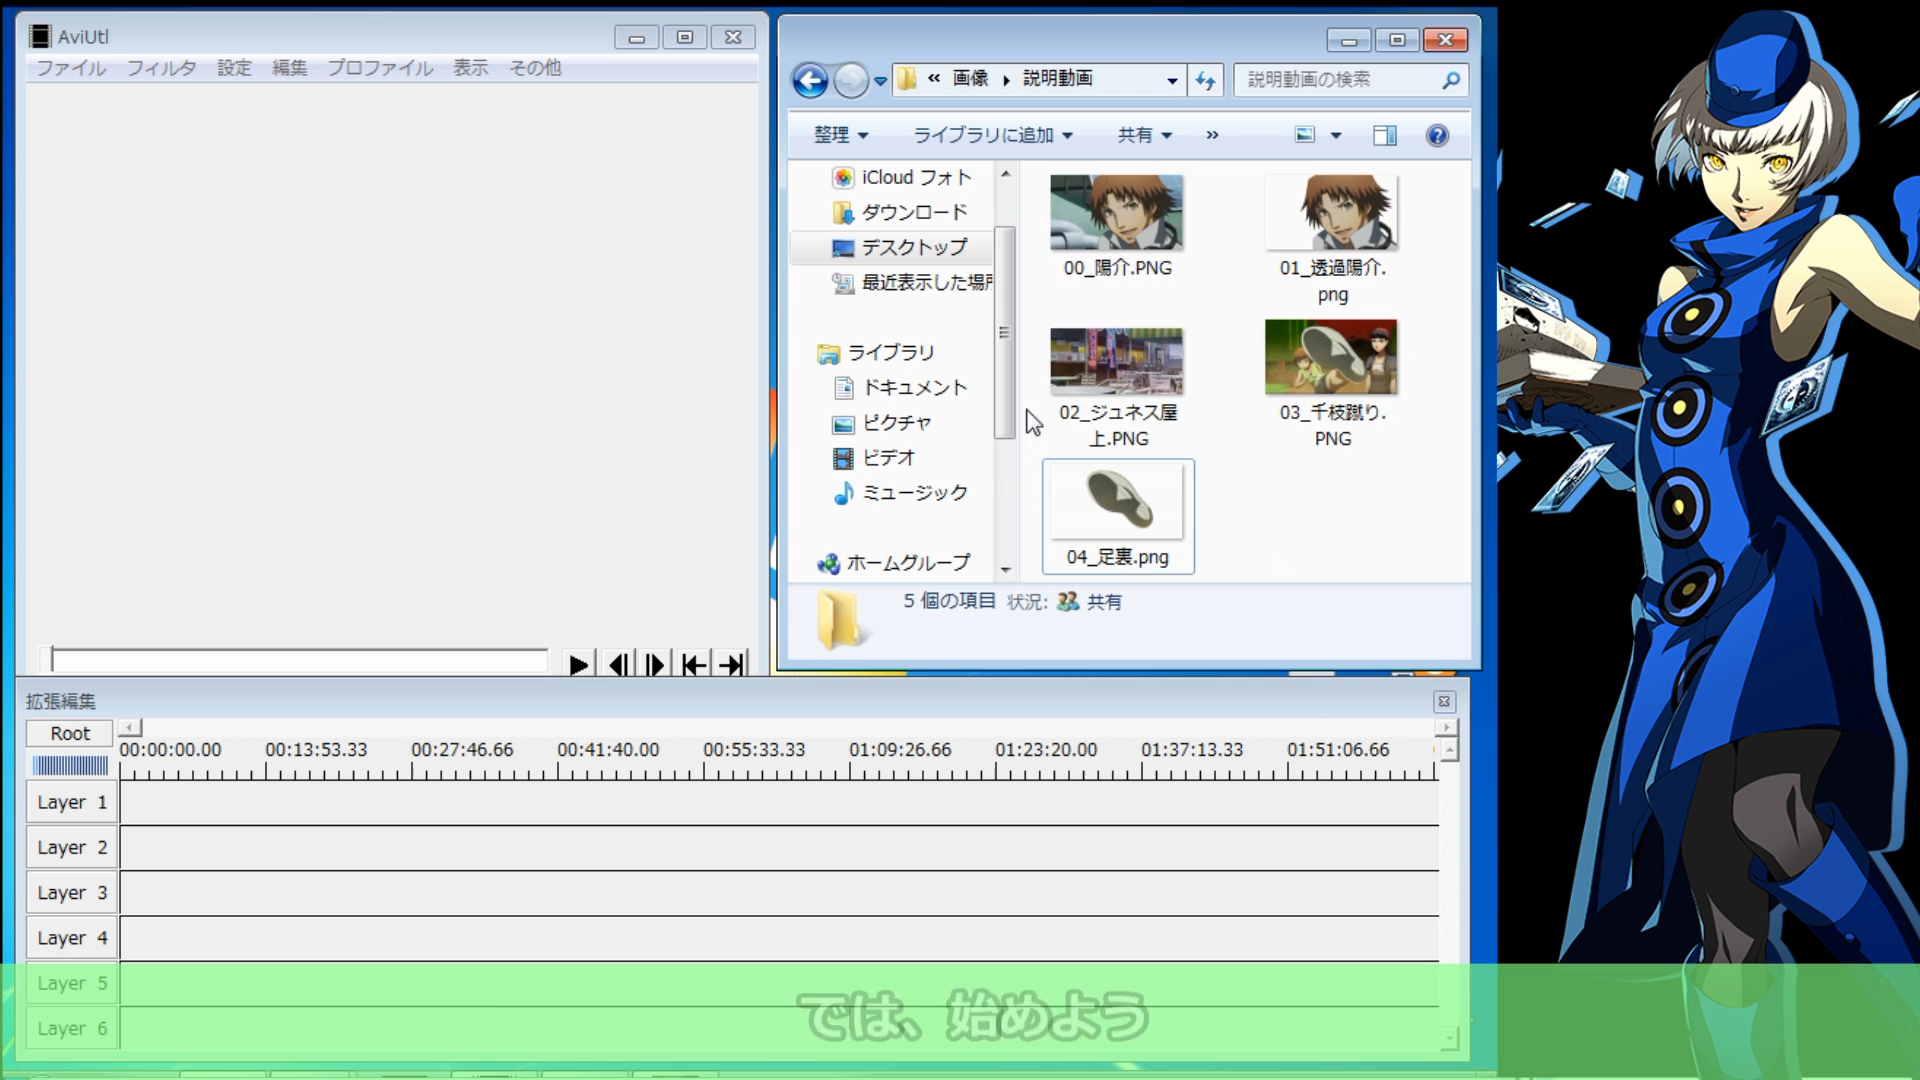 AviUtl
ファイル フィルタ 設定 編集 プロファイル 表示 その他
« 画像 ▸ 説明動画
説明動画の検索
整理 ライブラリに追加 共有 »
iCloud フォト
ダウンロード
デスクトップ
最近表示した場所
ライブラリ
ドキュメント
ピクチャ
ビデオ
ミュージック
ホームグループ
00_陽介.PNG
01_透過陽介.
png
02_ジュネス屋
上.PNG
03_千枝蹴り.
PNG
04_足裏.png
5 個の項目 状況: 共有
拡張編集
Root
00:00:00.00 00:13:53.33 00:27:46.66 00:41:40.00 00:55:33.33 01:09:26.66 01:23:20.00 01:37:13.33 01:51:06.66
Layer 1
Layer 2
Layer 3
Layer 4
Layer 5
Layer 6
では、始めよう